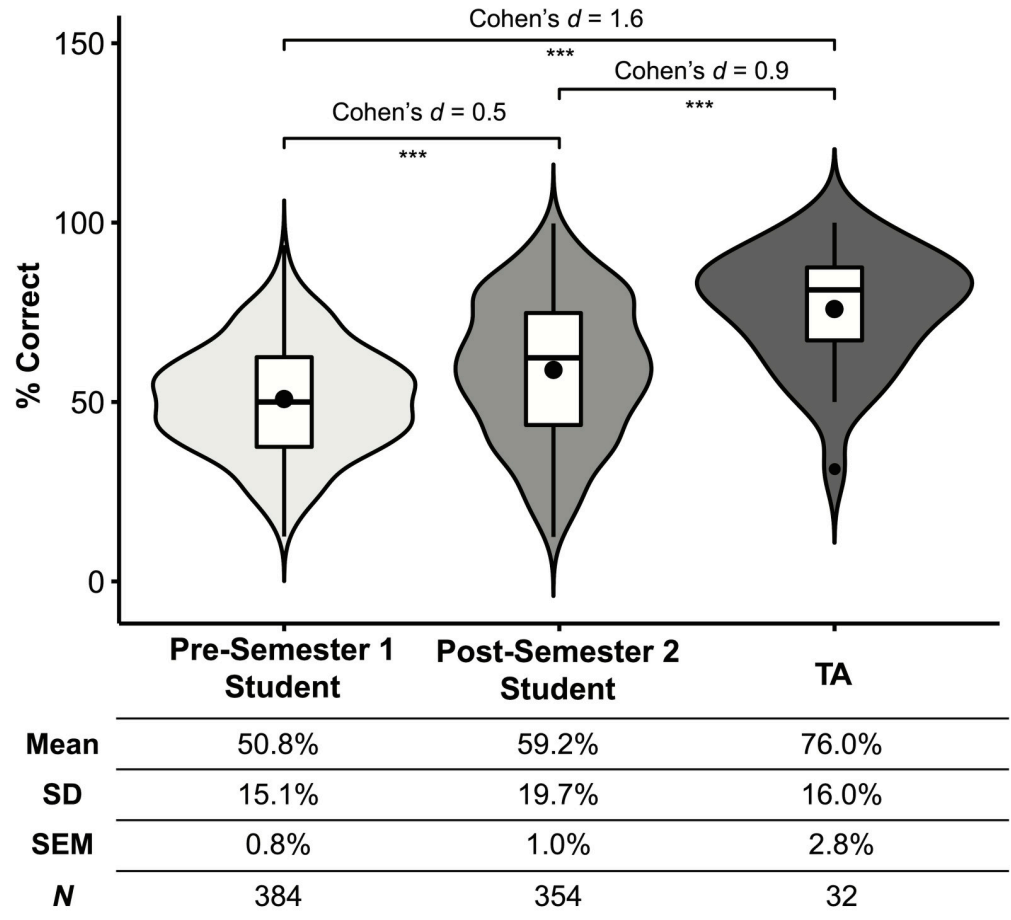 Cohen's d = 1.6
***
Cohen's d = 0.9
***
Cohen's d = 0.5
***
150
100
50
0
% Correct
Pre-Semester 1 Student
Post-Semester 2 Student
TA
Mean 50.8% 59.2% 76.0%
SD 15.1% 19.7% 16.0%
SEM 0.8% 1.0% 2.8%
N 384 354 32